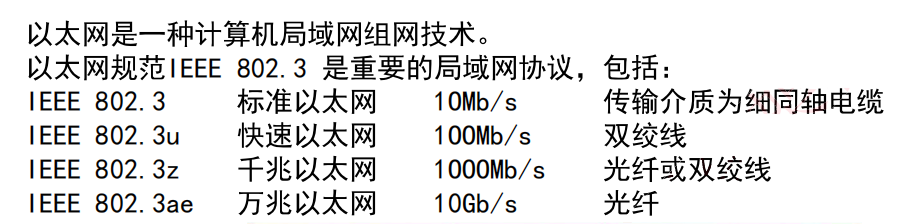 以太网是一种计算机局域网组网技术。
以太网规范IEEE 802.3 是重要的局域网协议，包括：
IEEE 802.3 标准以太网 10Mb/s 传输介质为细同轴电缆
IEEE 802.3u 快速以太网 100Mb/s 双绞线
IEEE 802.3z 千兆以太网 1000Mb/s 光纤或双绞线
IEEE 802.3ae 万兆以太网 10Gb/s 光纤